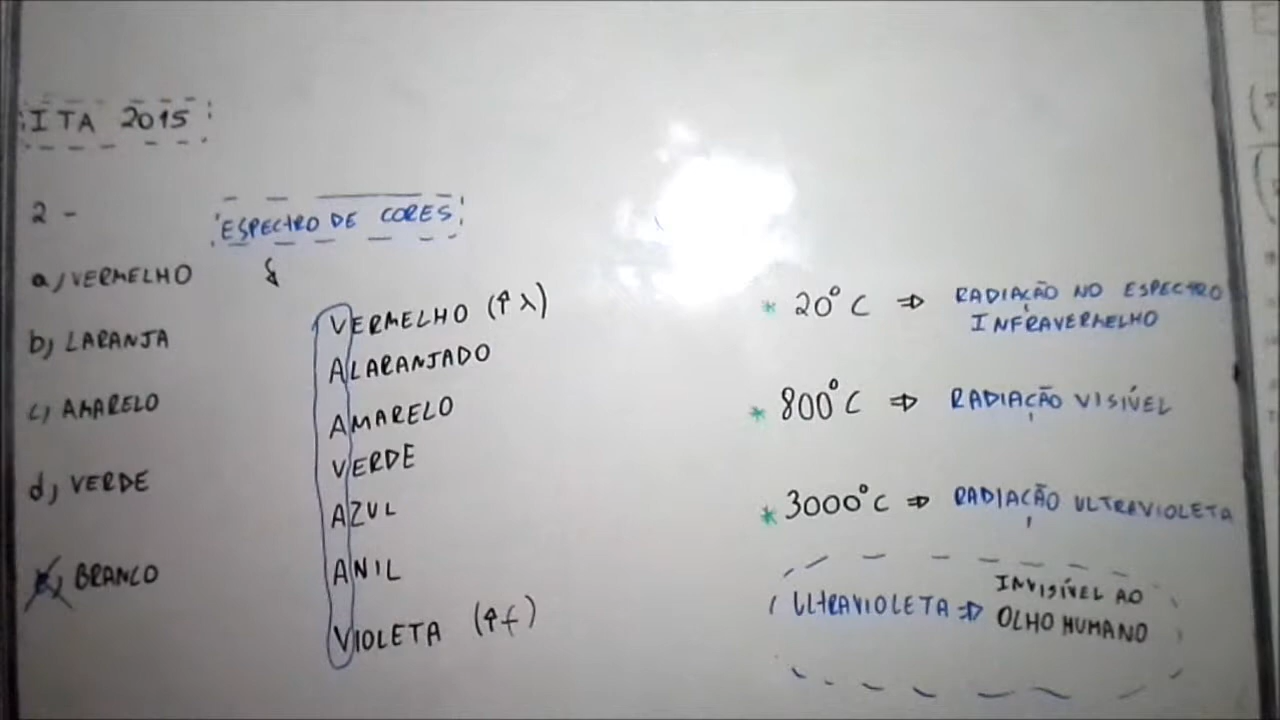 ITA 2015
2 -
ESPECTRO DE CORES
a) VERMELHO
b) LARANJA
c) AMARELO
d) VERDE
e) BRANCO
VERMELHO (↑ λ)
ALARANJADO
AMARELO
VERDE
AZUL
ANIL
VIOLETA (↑ f)
* 20° C ⇒ RADIAÇÃO NO ESPECTRO
INFRAVERMELHO
* 800° C ⇒ RADIAÇÃO VISÍVEL
* 3000° C ⇒ RADIAÇÃO ULTRAVIOLETA
ULTRAVIOLETA ⇒ INVISÍVEL AO
OLHO HUMANO